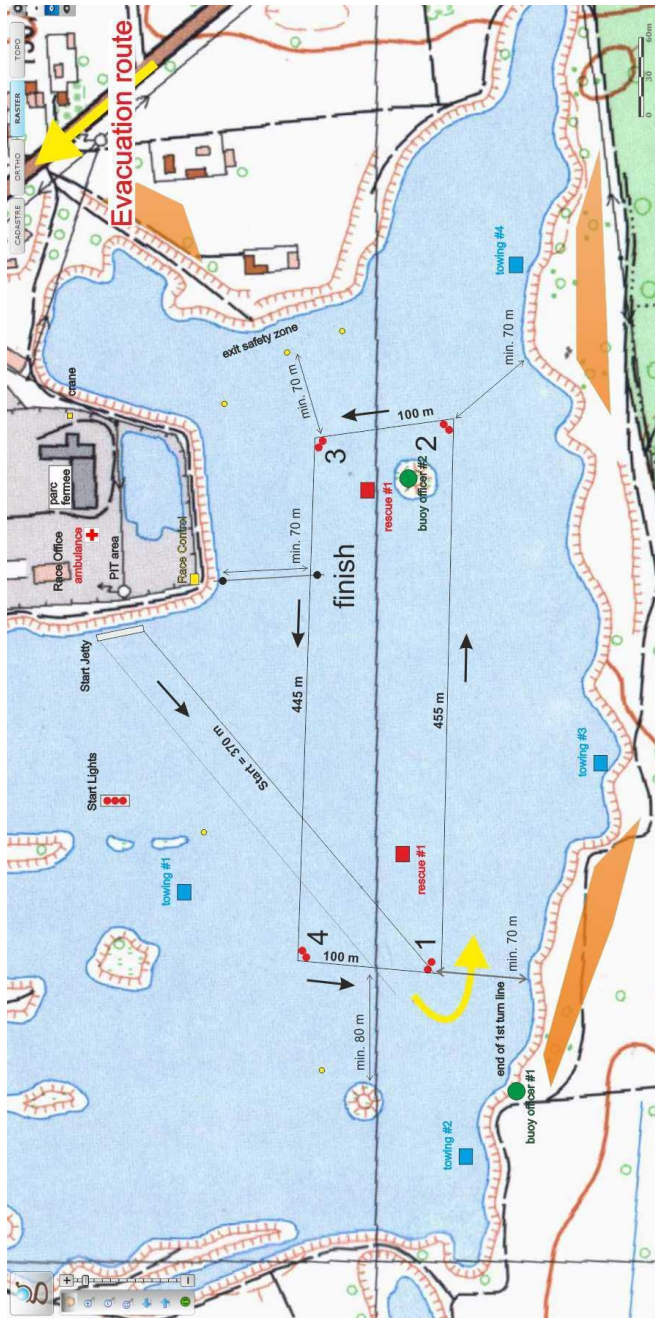 CADASTRE
ORTHO
RASTER
TOPO
Evacuation route
crane
parc
fermee
Race Office
ambulance
PIT area
Race Control
Start Jetty
Start Lights
towing #1
exit safety zone
min. 70 m
min. 70 m
3
finish
445 m
Start = 370 m
4
100 m
100 m
rescue #1
buoy officer #2
2
min. 70 m
towing #4
455 m
rescue #1
1
min. 80 m
end of 1st turn line
min. 70 m
towing #3
towing #2
buoy officer #1
0
30
60m